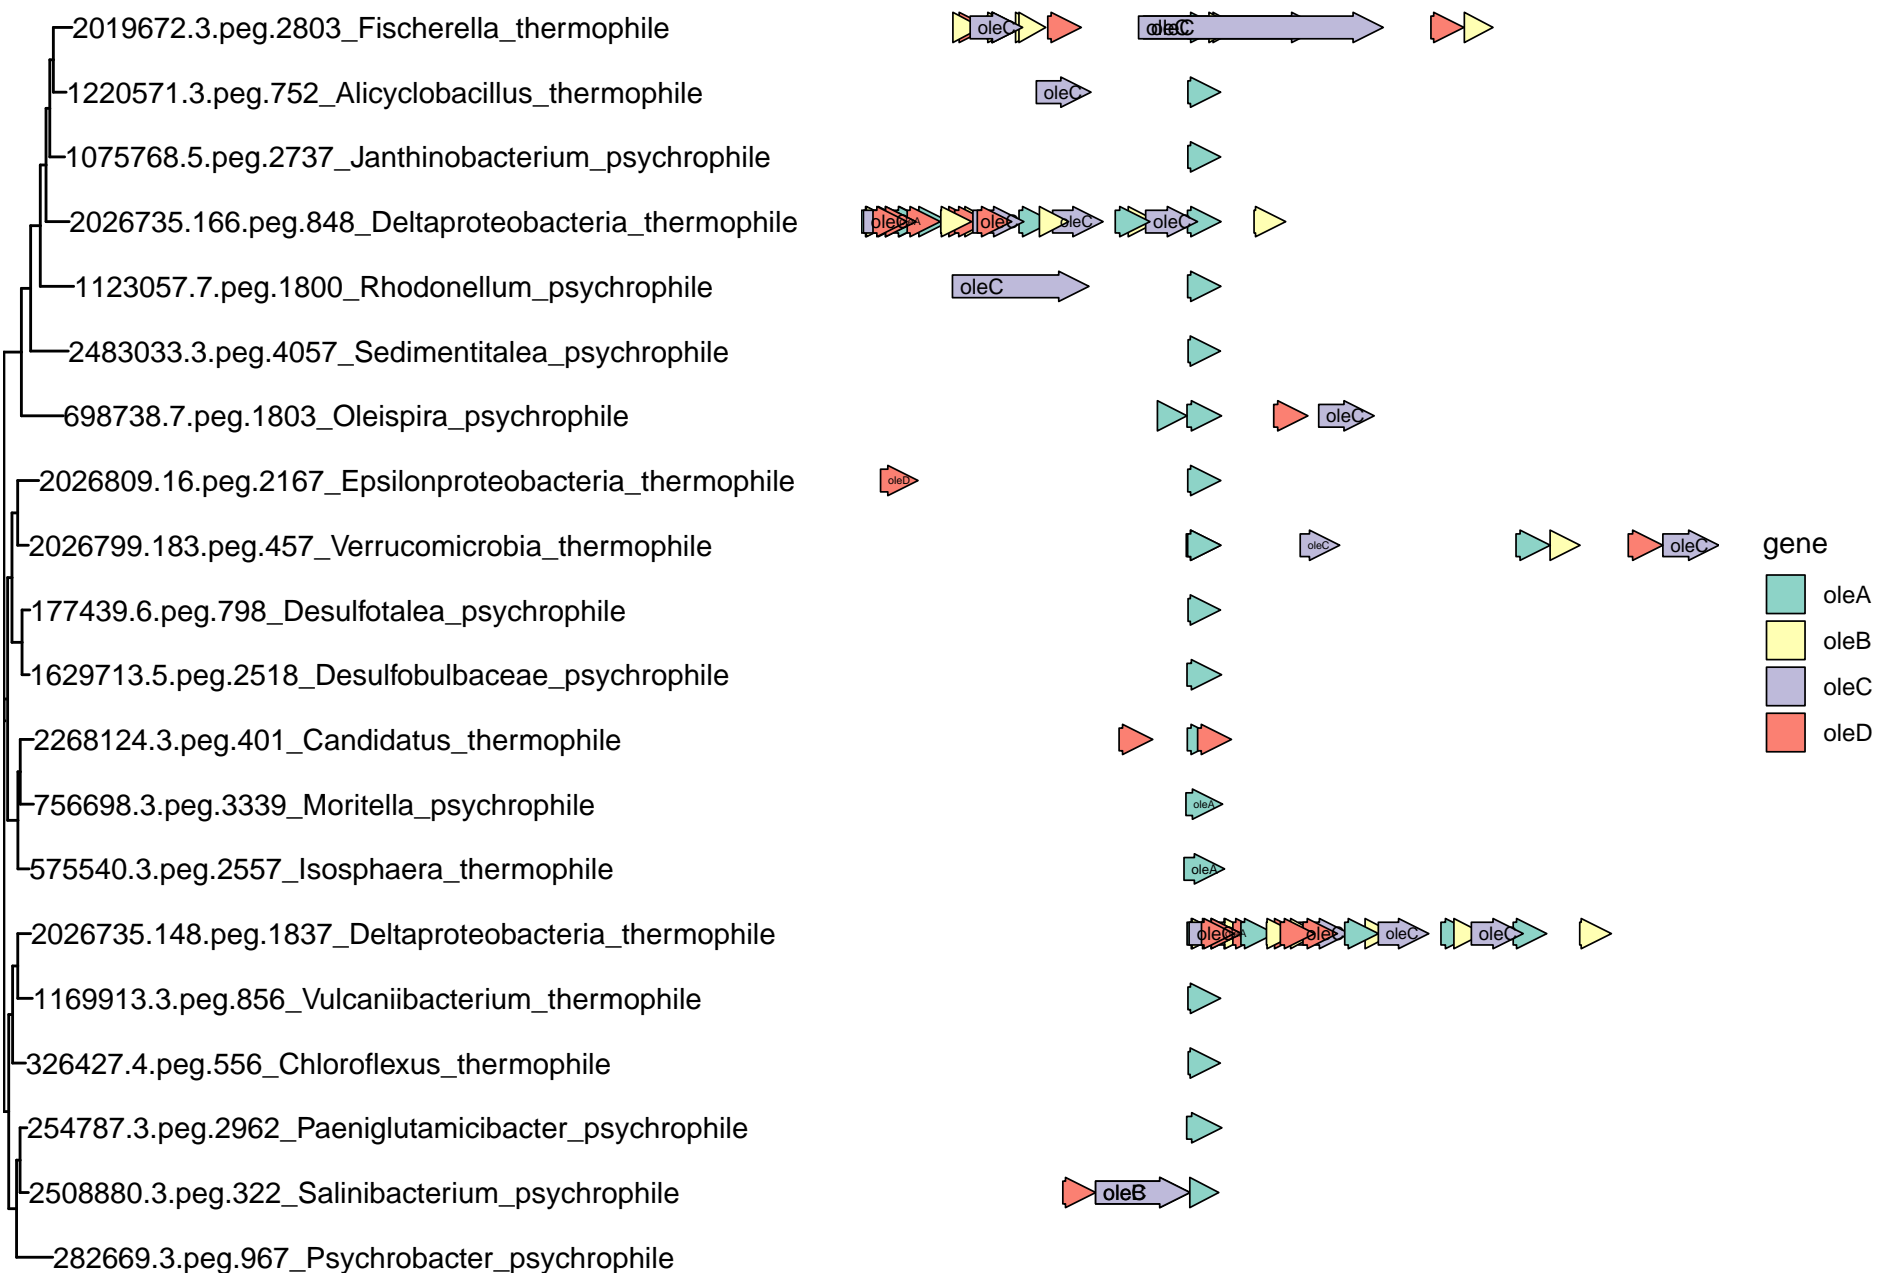 2019672.3.peg.2803_Fischerella_thermophile oleC oleC
1220571.3.peg.752_Alicyclobacillus_thermophile oleC
1075768.5.peg.2737_Janthinobacterium_psychrophile
2026735.166.peg.848_Deltaproteobacteria_thermophile oleC oleC oleC oleC
1123057.7.peg.1800_Rhodonellum_psychrophile oleC
2483033.3.peg.4057_Sedimentitalea_psychrophile
698738.7.peg.1803_Oleispira_psychrophile oleC
2026809.16.peg.2167_Epsilonproteobacteria_thermophile oleD
2026799.183.peg.457_Verrucomicrobia_thermophile oleC oleC
gene
oleA
177439.6.peg.798_Desulfotalea_psychrophile
oleB
1629713.5.peg.2518_Desulfobulbaceae_psychrophile
oleC
oleD
2268124.3.peg.401_Candidatus_thermophile
756698.3.peg.3339_Moritella_psychrophile oleA
575540.3.peg.2557_Isosphaera_thermophile oleA
2026735.148.peg.1837_Deltaproteobacteria_thermophile oleC oleC oleC oleC
1169913.3.peg.856_Vulcaniibacterium_thermophile
326427.4.peg.556_Chloroflexus_thermophile
254787.3.peg.2962_Paeniglutamicibacter_psychrophile
2508880.3.peg.322_Salinibacterium_psychrophile
282669.3.peg.967_Psychrobacter_psychrophile